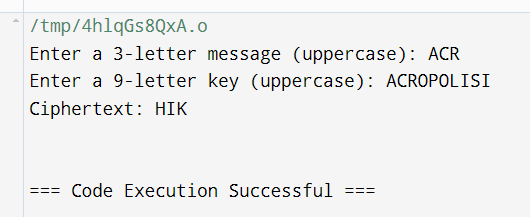 /tmp/4hlqGs8QxA.o
Enter a 3-letter message (uppercase): ACR
Enter a 9-letter key (uppercase): ACROPOLISI
Ciphertext: HIK
=== Code Execution Successful ===